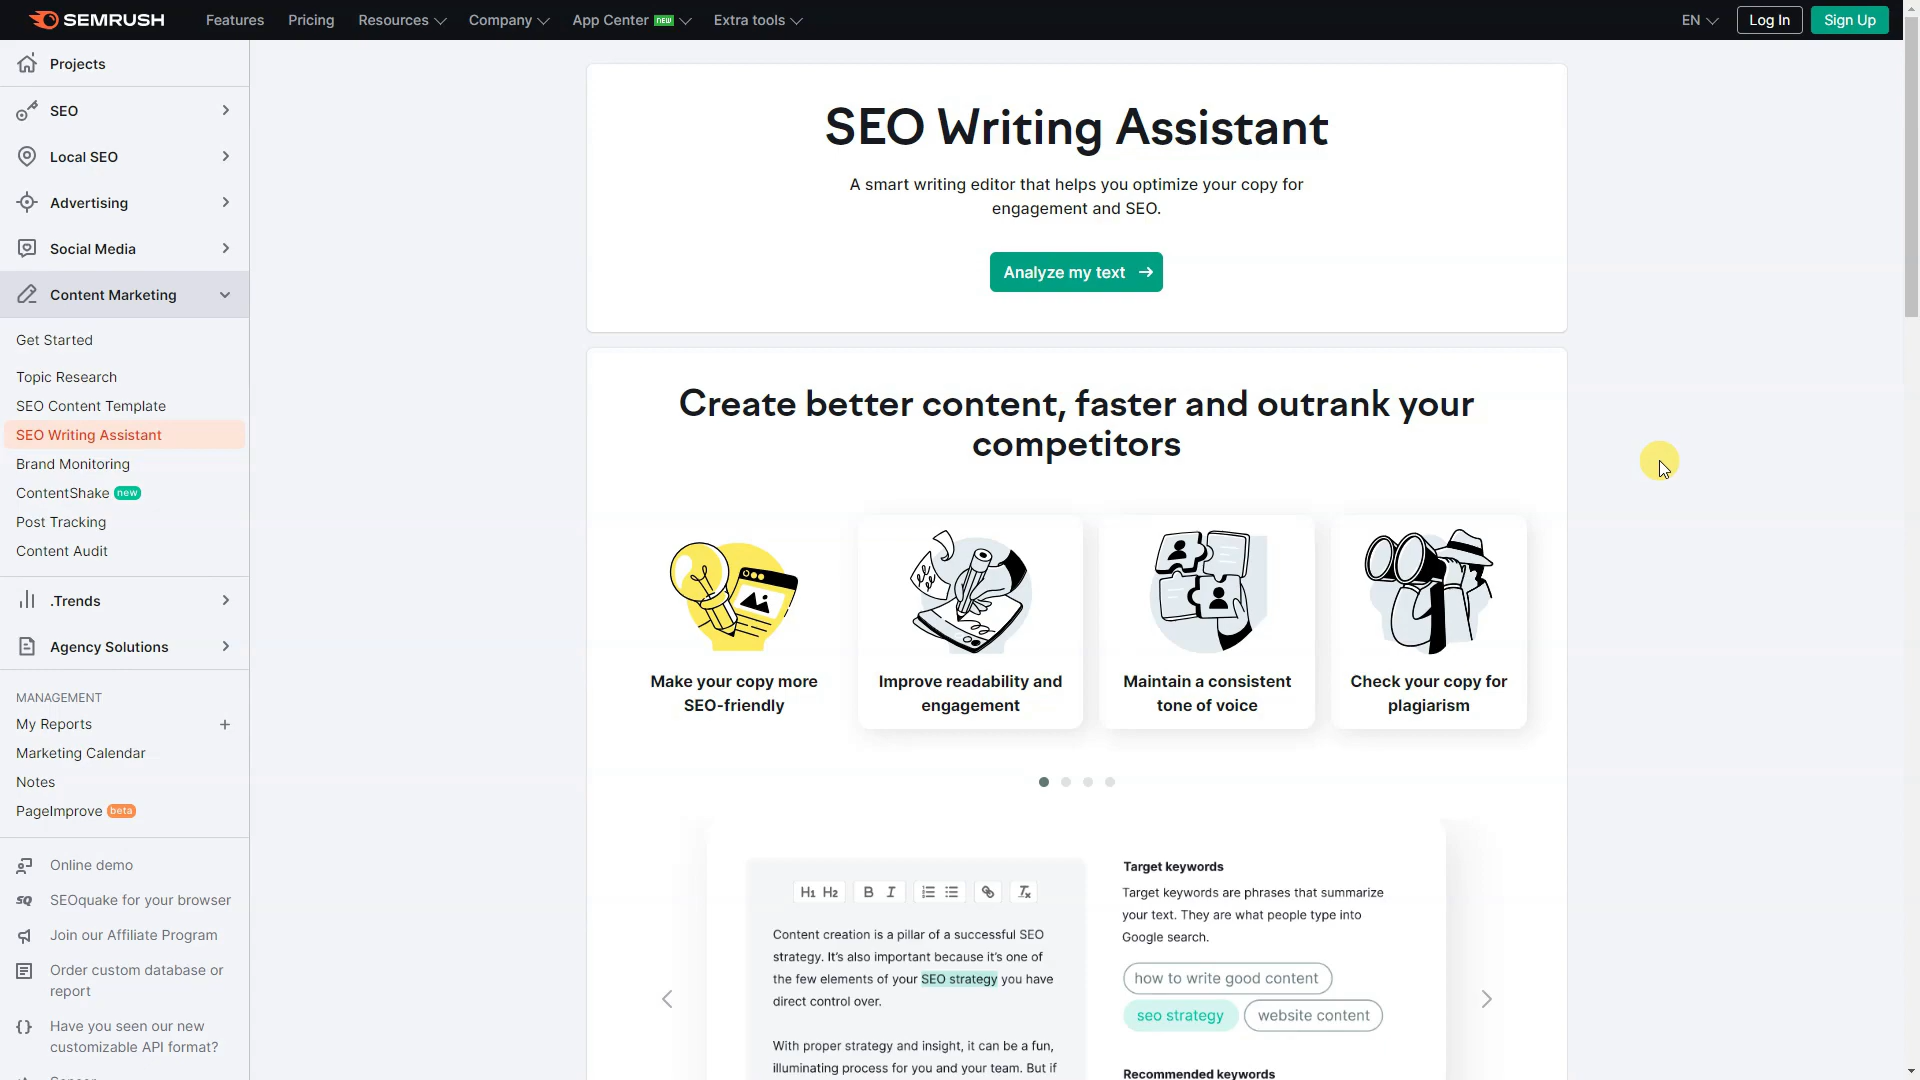 SEMRUSH
Features
Pricing
Resources
Company
App Center NEW
Extra tools
EN
Log In
Sign Up
Projects
SEO
Local SEO
Advertising
Social Media
Content Marketing
Get Started
Topic Research
SEO Content Template
SEO Writing Assistant
Brand Monitoring
ContentShake new
Post Tracking
Content Audit
.Trends
Agency Solutions
MANAGEMENT
My Reports +
Marketing Calendar
Notes
PageImprove beta
Online demo
SQ SEOquake for your browser
Join our Affiliate Program
Order custom database or
report
{} Have you seen our new
customizable API format?
SEO Writing Assistant
A smart writing editor that helps you optimize your copy for
engagement and SEO.
Analyze my text →
Create better content, faster and outrank your
competitors
Make your copy more
SEO-friendly
Improve readability and
engagement
Maintain a consistent
tone of voice
Check your copy for
plagiarism
H1 H2 B I Tx
Content creation is a pillar of a successful SEO
strategy. It's also important because it's one of
the few elements of your SEO strategy you have
direct control over.
With proper strategy and insight, it can be a fun,
illuminating process for you and your team. But if
Target keywords
Target keywords are phrases that summarize
your text. They are what people type into
Google search.
how to write good content
seo strategy
website content
Recommended keywords